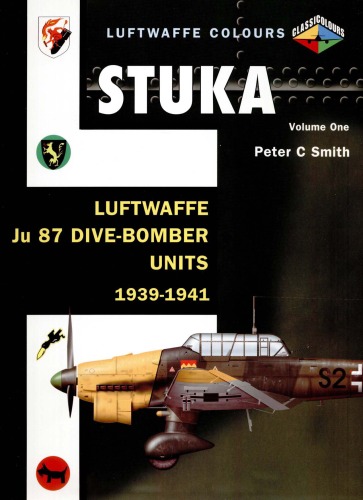 LUFTWAFFE COLOURS
CLASSIC COLOURS
STUKA
Volume One
Peter C Smith
LUFTWAFFE
Ju 87 DIVE-BOMBER
UNITS
1939-1941
S2